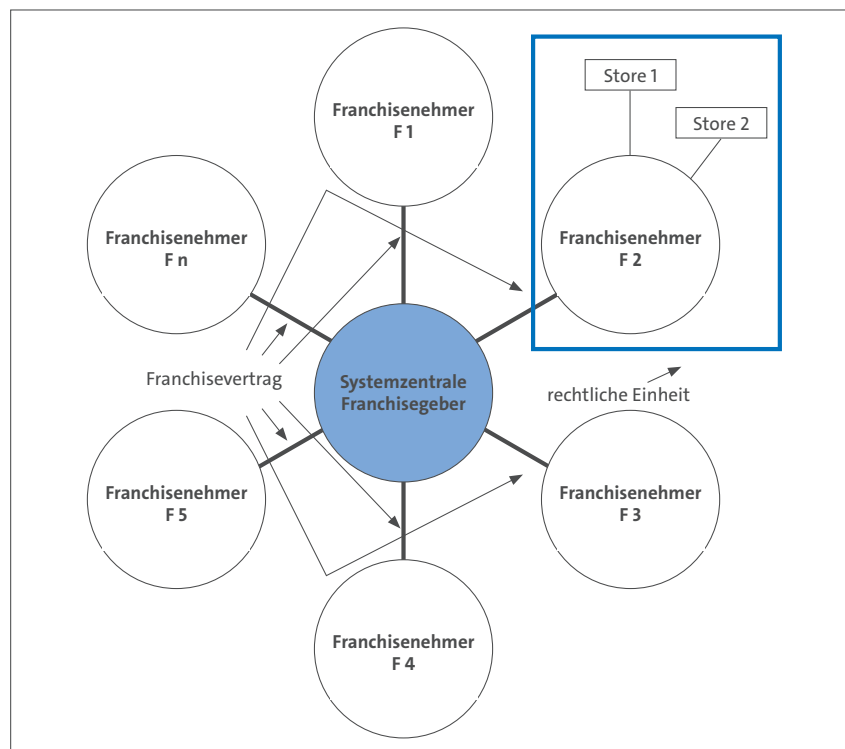 Store 1
Store 2
Franchisenehmer
F 1
Franchisenehmer
F n
Franchisenehmer
F 2
Franchisevertrag
Systemzentrale
Franchisegeber
rechtliche Einheit
Franchisenehmer
F 5
Franchisenehmer
F 3
Franchisenehmer
F 4